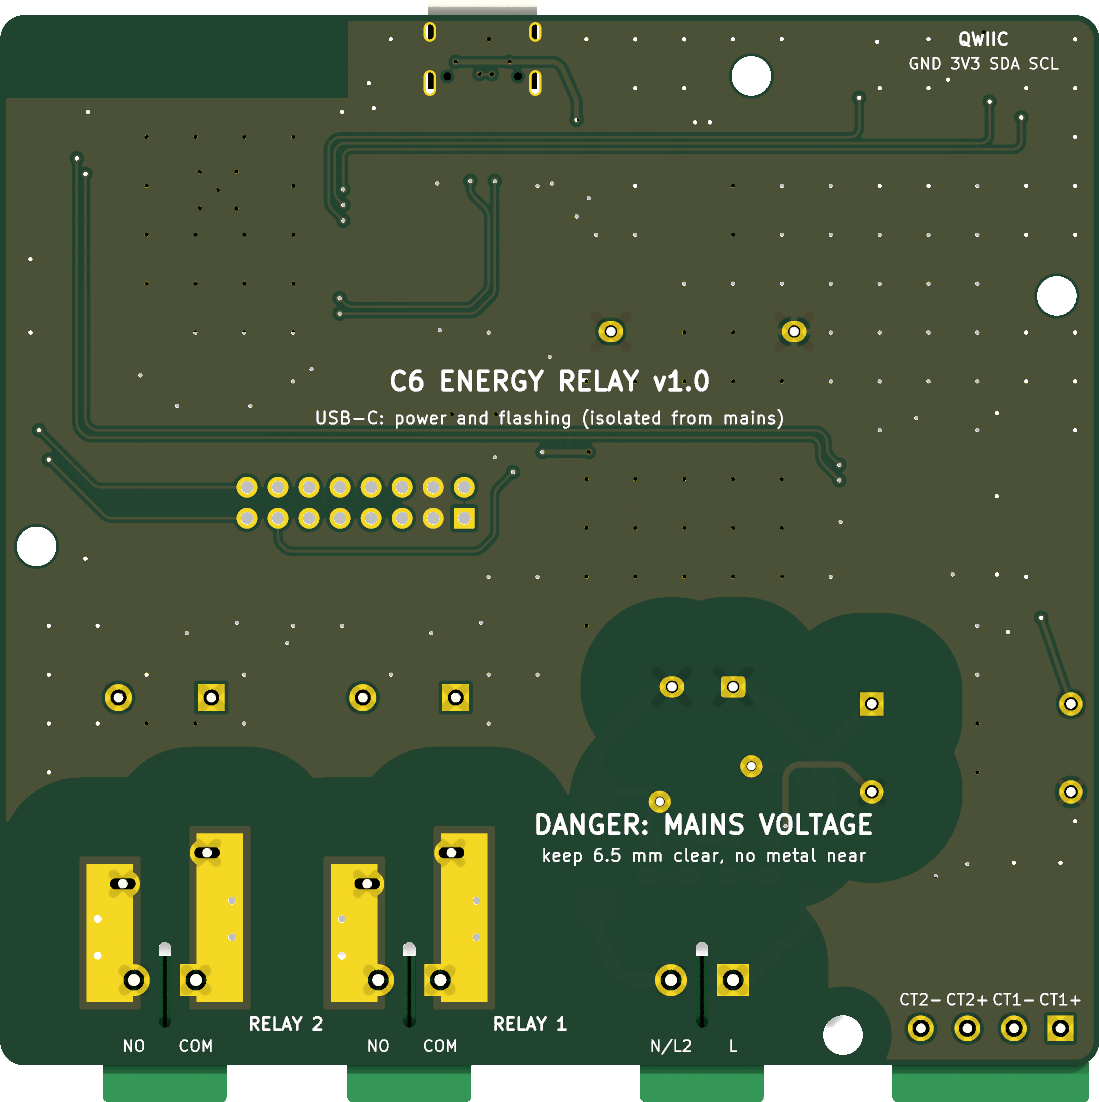 QWIIC
GND 3V3 SDA SCL
C6 ENERGY RELAY v1.0
USB-C: power and flashing (isolated from mains)
DANGER: MAINS VOLTAGE
keep 6.5 mm clear, no metal near
CT2- CT2+ CT1- CT1+
RELAY 2
RELAY 1
NO COM
NO COM
N/L2 L